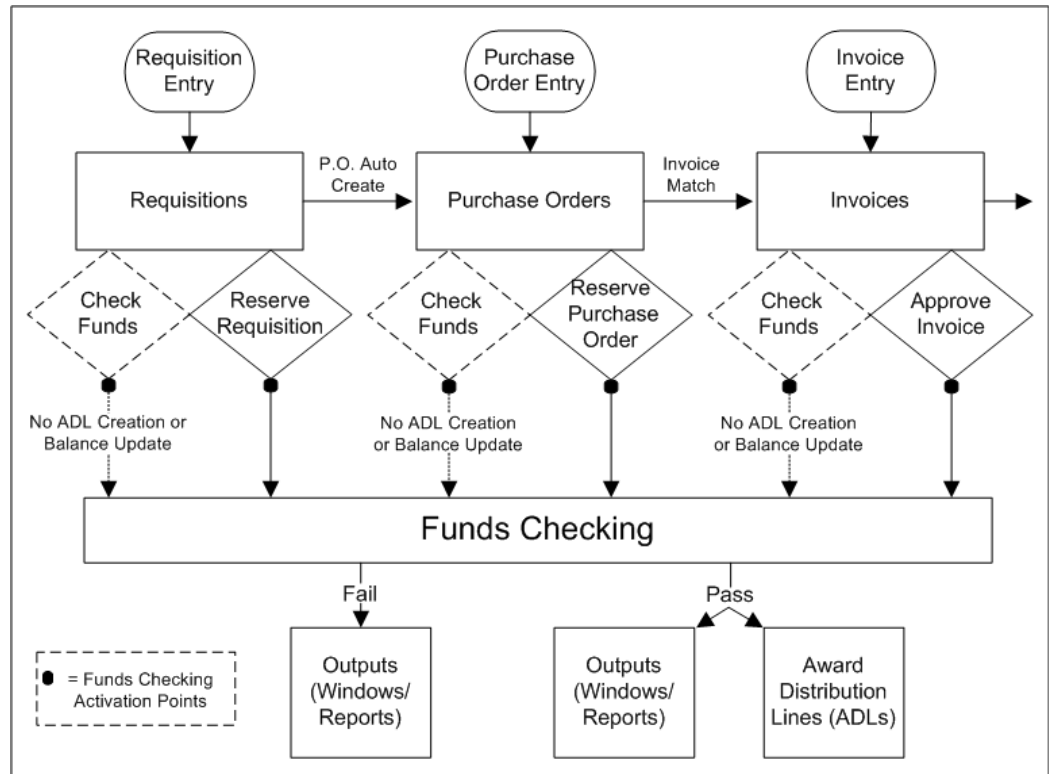 Requisition
Entry
Purchase
Order Entry
Invoice
Entry
Requisitions
P.O. Auto
Create
Purchase Orders
Invoice
Match
Invoices
Check
Funds
Reserve
Requisition
Check
Funds
Reserve
Purchase
Order
Check
Funds
Approve
Invoice
No ADL Creation or
Balance Update
No ADL Creation
or Balance Update
No ADL Creation
or Balance Update
Funds Checking
Fail
Pass
Outputs
(Windows/
Reports)
Outputs
(Windows/
Reports)
Award
Distribution
Lines (ADLs)
= Funds Checking
Activation Points